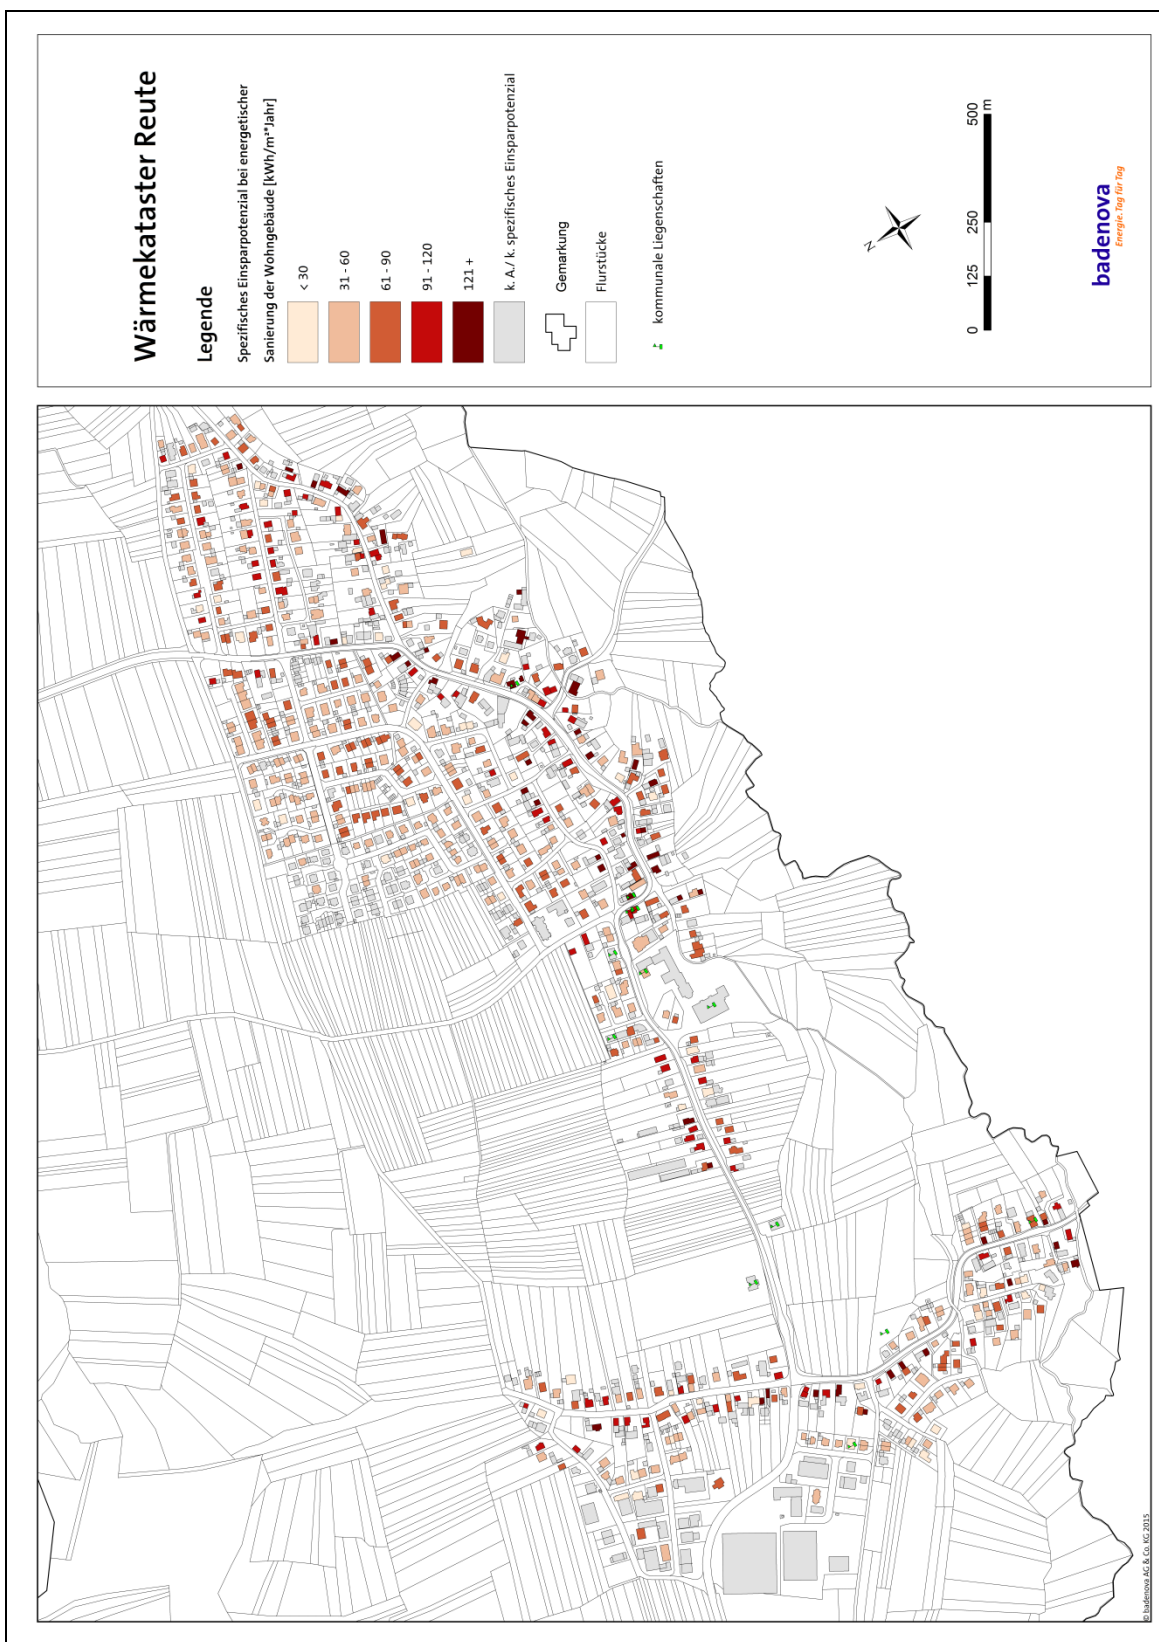 Wärmekataster Reute
Legende
Spezifisches Einsparpotenzial bei energetischer
Sanierung der Wohngebäude [kWh/m²*Jahr]
< 30
31 - 60
61 - 90
91 - 120
121 +
k. A./ k. spezifisches Einsparpotenzial
Gemarkung
Flurstücke
kommunale Liegenschaften
N
0 125 250 500
m
badenova
Energie. Tag für Tag
© badenova AG & Co. KG 2015